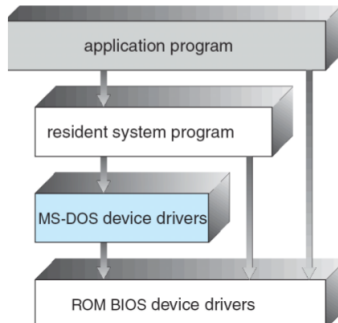 application program
resident system program
MS-DOS device drivers
ROM BIOS device drivers